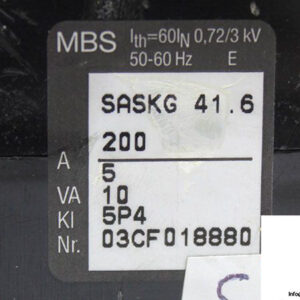 MBS Ith=60IN 0,72/3 kV
50-60 Hz E
SASKG 41.6
200
A 5
VA 10
Kl 5P4
Nr. 03CF018880